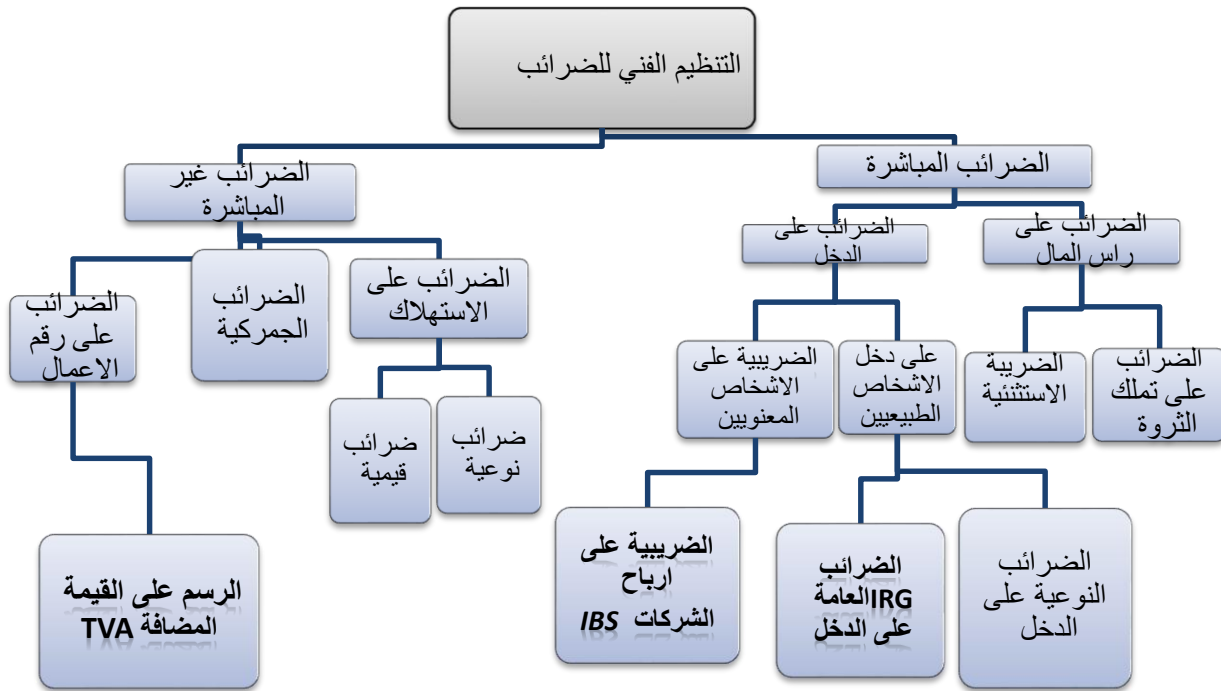 التنظيم الفني للضرائب
الضرائب المباشرة
الضرائب غير
المباشرة
الضرائب على
راس المال
الضرائب على
الدخل
الضرائب على
الاستهلاك
الضرائب
الجمركية
الضرائب
على رقم
الاعمال
الضرائب
على تملك
الثروة
الضريبة
الاستثنئية
على دخل
الاشخاص
الطبيعيين
الضريبية على
الاشخاص
المعنويين
ضرائب
نوعية
ضرائب
قيمية
الضرائب
النوعية على
الدخل
الضرائب
العامةIRG
على الدخل
الضريبية على
ارباح
الشركات IBS
الرسم على القيمة
المضافة TVA